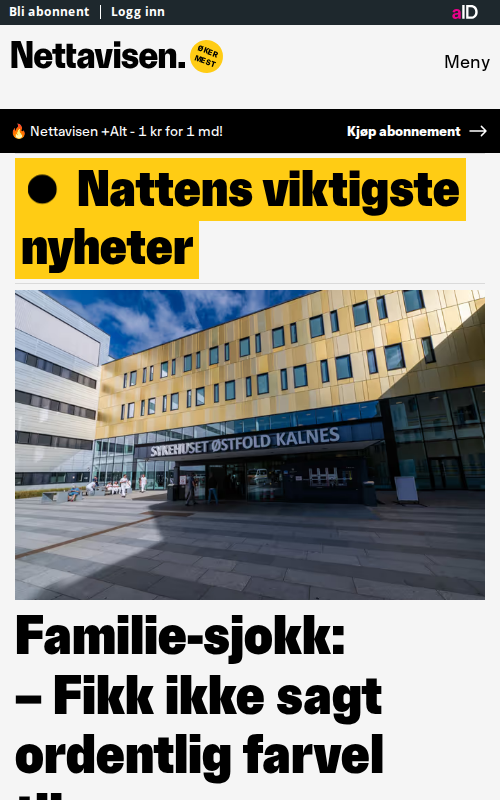 Bli abonnent
Logg inn
aID
Nettavisen.
ØKER
MEST
Meny
🔥 Nettavisen +Alt - 1 kr for 1 md!
Kjøp abonnement →
● Nattens viktigste
nyheter
SYKEHUSET ØSTFOLD KALNES
Familie-sjokk:
– Fikk ikke sagt
ordentlig farvel